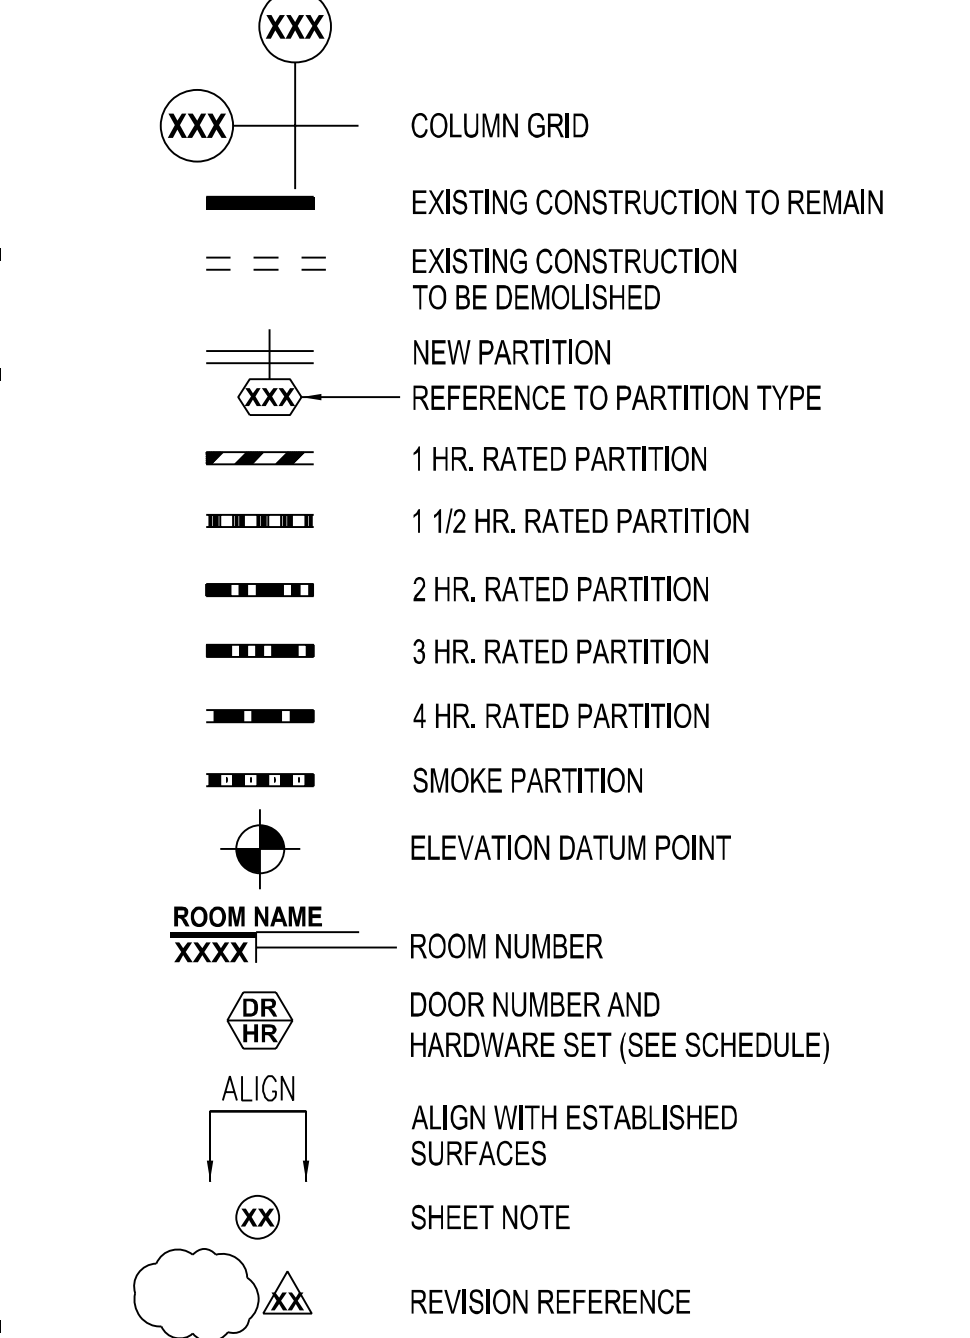 XXX
XXX COLUMN GRID
EXISTING CONSTRUCTION TO REMAIN
EXISTING CONSTRUCTION
TO BE DEMOLISHED
NEW PARTITION
XXX REFERENCE TO PARTITION TYPE
1 HR. RATED PARTITION
1 1/2 HR. RATED PARTITION
2 HR. RATED PARTITION
3 HR. RATED PARTITION
4 HR. RATED PARTITION
SMOKE PARTITION
ELEVATION DATUM POINT
ROOM NAME
XXXX ROOM NUMBER
DR DOOR NUMBER AND
HR HARDWARE SET (SEE SCHEDULE)
ALIGN
ALIGN WITH ESTABLISHED
SURFACES
XX SHEET NOTE
XX REVISION REFERENCE